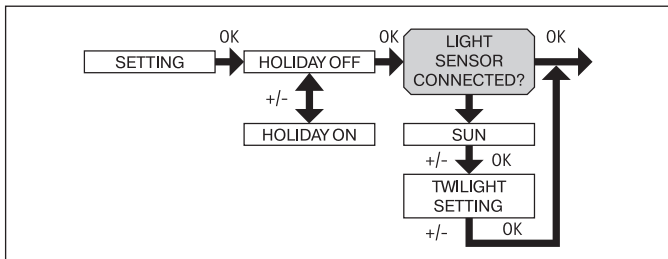 OK
OK
OK
SETTING
HOLIDAY OFF
LIGHT
SENSOR
CONNECTED?
+/-
HOLIDAY ON
SUN
+/-
OK
TWILIGHT
SETTING
+/-
OK